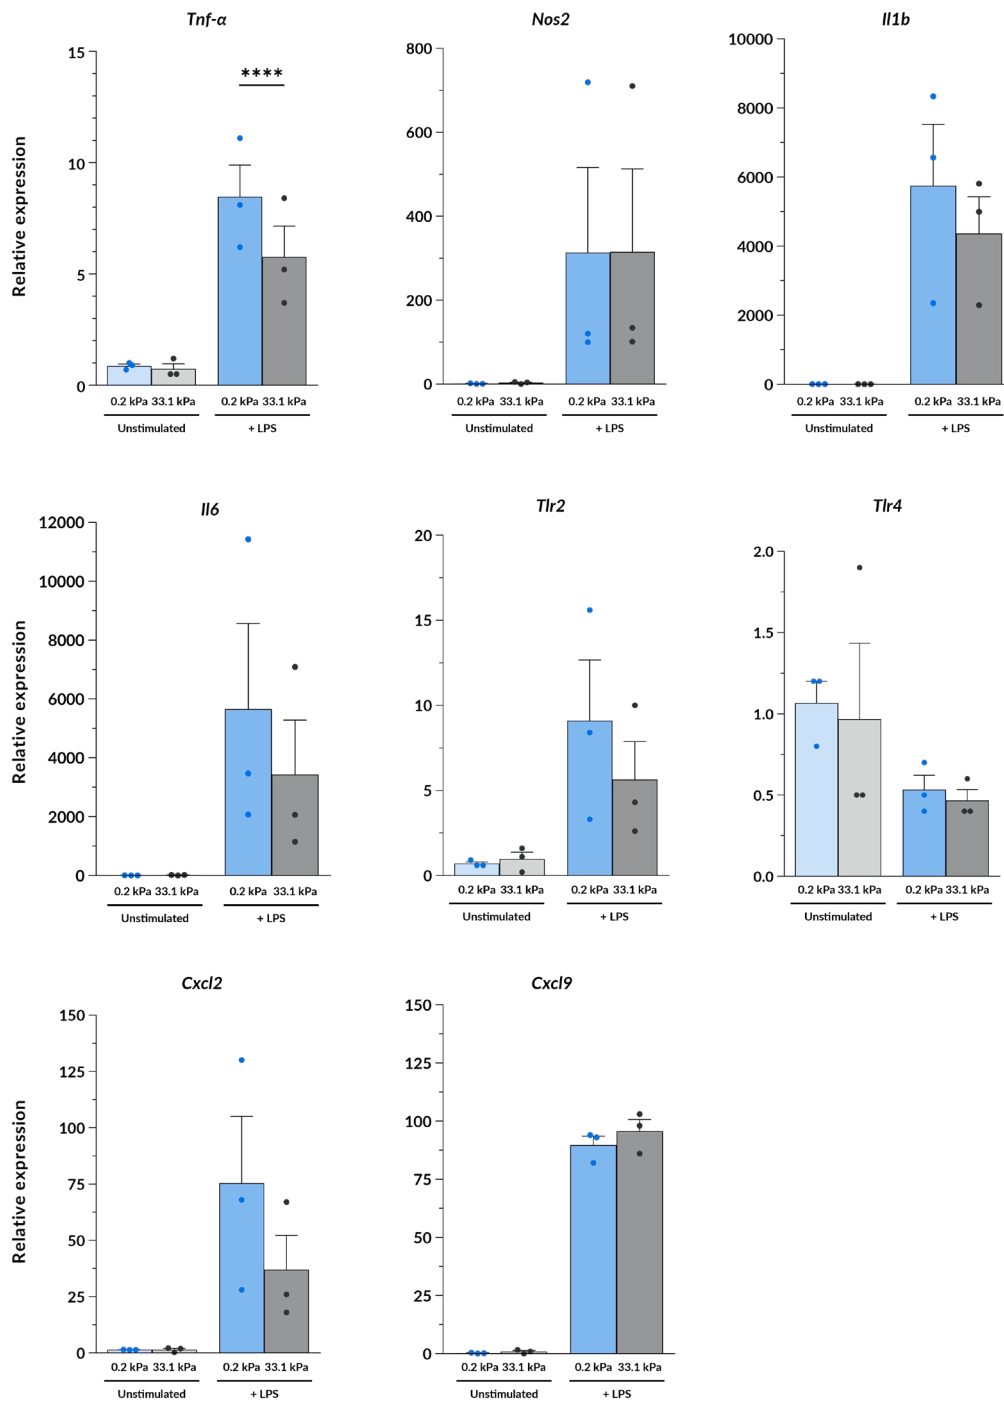 Tnf-α
Nos2
Il1b
Relative expression
15
10
5
0
****
0.2 kPa 33.1 kPa 0.2 kPa 33.1 kPa
Unstimulated + LPS
800
600
400
200
0
0.2 kPa 33.1 kPa 0.2 kPa 33.1 kPa
Unstimulated + LPS
10000
8000
6000
4000
2000
0
0.2 kPa 33.1 kPa 0.2 kPa 33.1 kPa
Unstimulated + LPS
Il6
Tlr2
Tlr4
Relative expression
12000
10000
8000
6000
4000
2000
0
0.2 kPa 33.1 kPa 0.2 kPa 33.1 kPa
Unstimulated + LPS
20
15
10
5
0
0.2 kPa 33.1 kPa 0.2 kPa 33.1 kPa
Unstimulated + LPS
2.0
1.5
1.0
0.5
0.0
0.2 kPa 33.1 kPa 0.2 kPa 33.1 kPa
Unstimulated + LPS
Cxcl2
Cxcl9
Relative expression
150
125
100
75
50
25
0
0.2 kPa 33.1 kPa 0.2 kPa 33.1 kPa
Unstimulated + LPS
150
125
100
75
50
25
0
0.2 kPa 33.1 kPa 0.2 kPa 33.1 kPa
Unstimulated + LPS